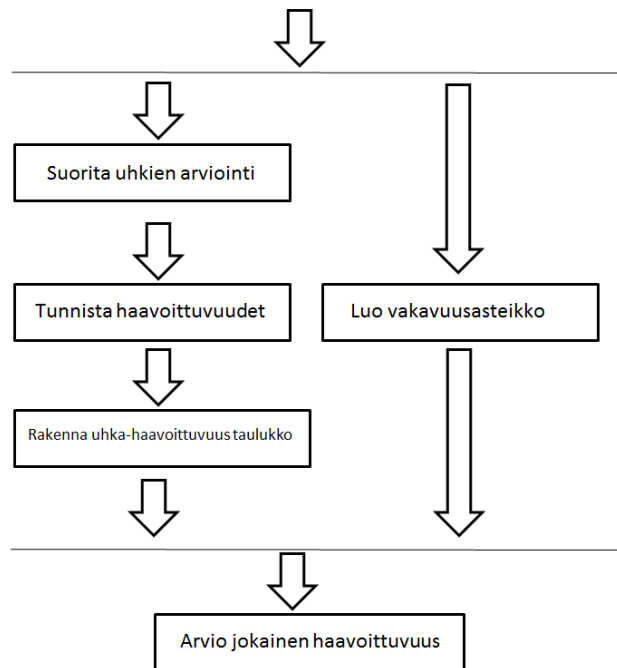 Suorita uhkien arviointi
Tunnista haavoittuvuudet
Luo vakavuusasteikko
Rakenna uhka-haavoittuvuus taulukko
Arvio jokainen haavoittuvuus